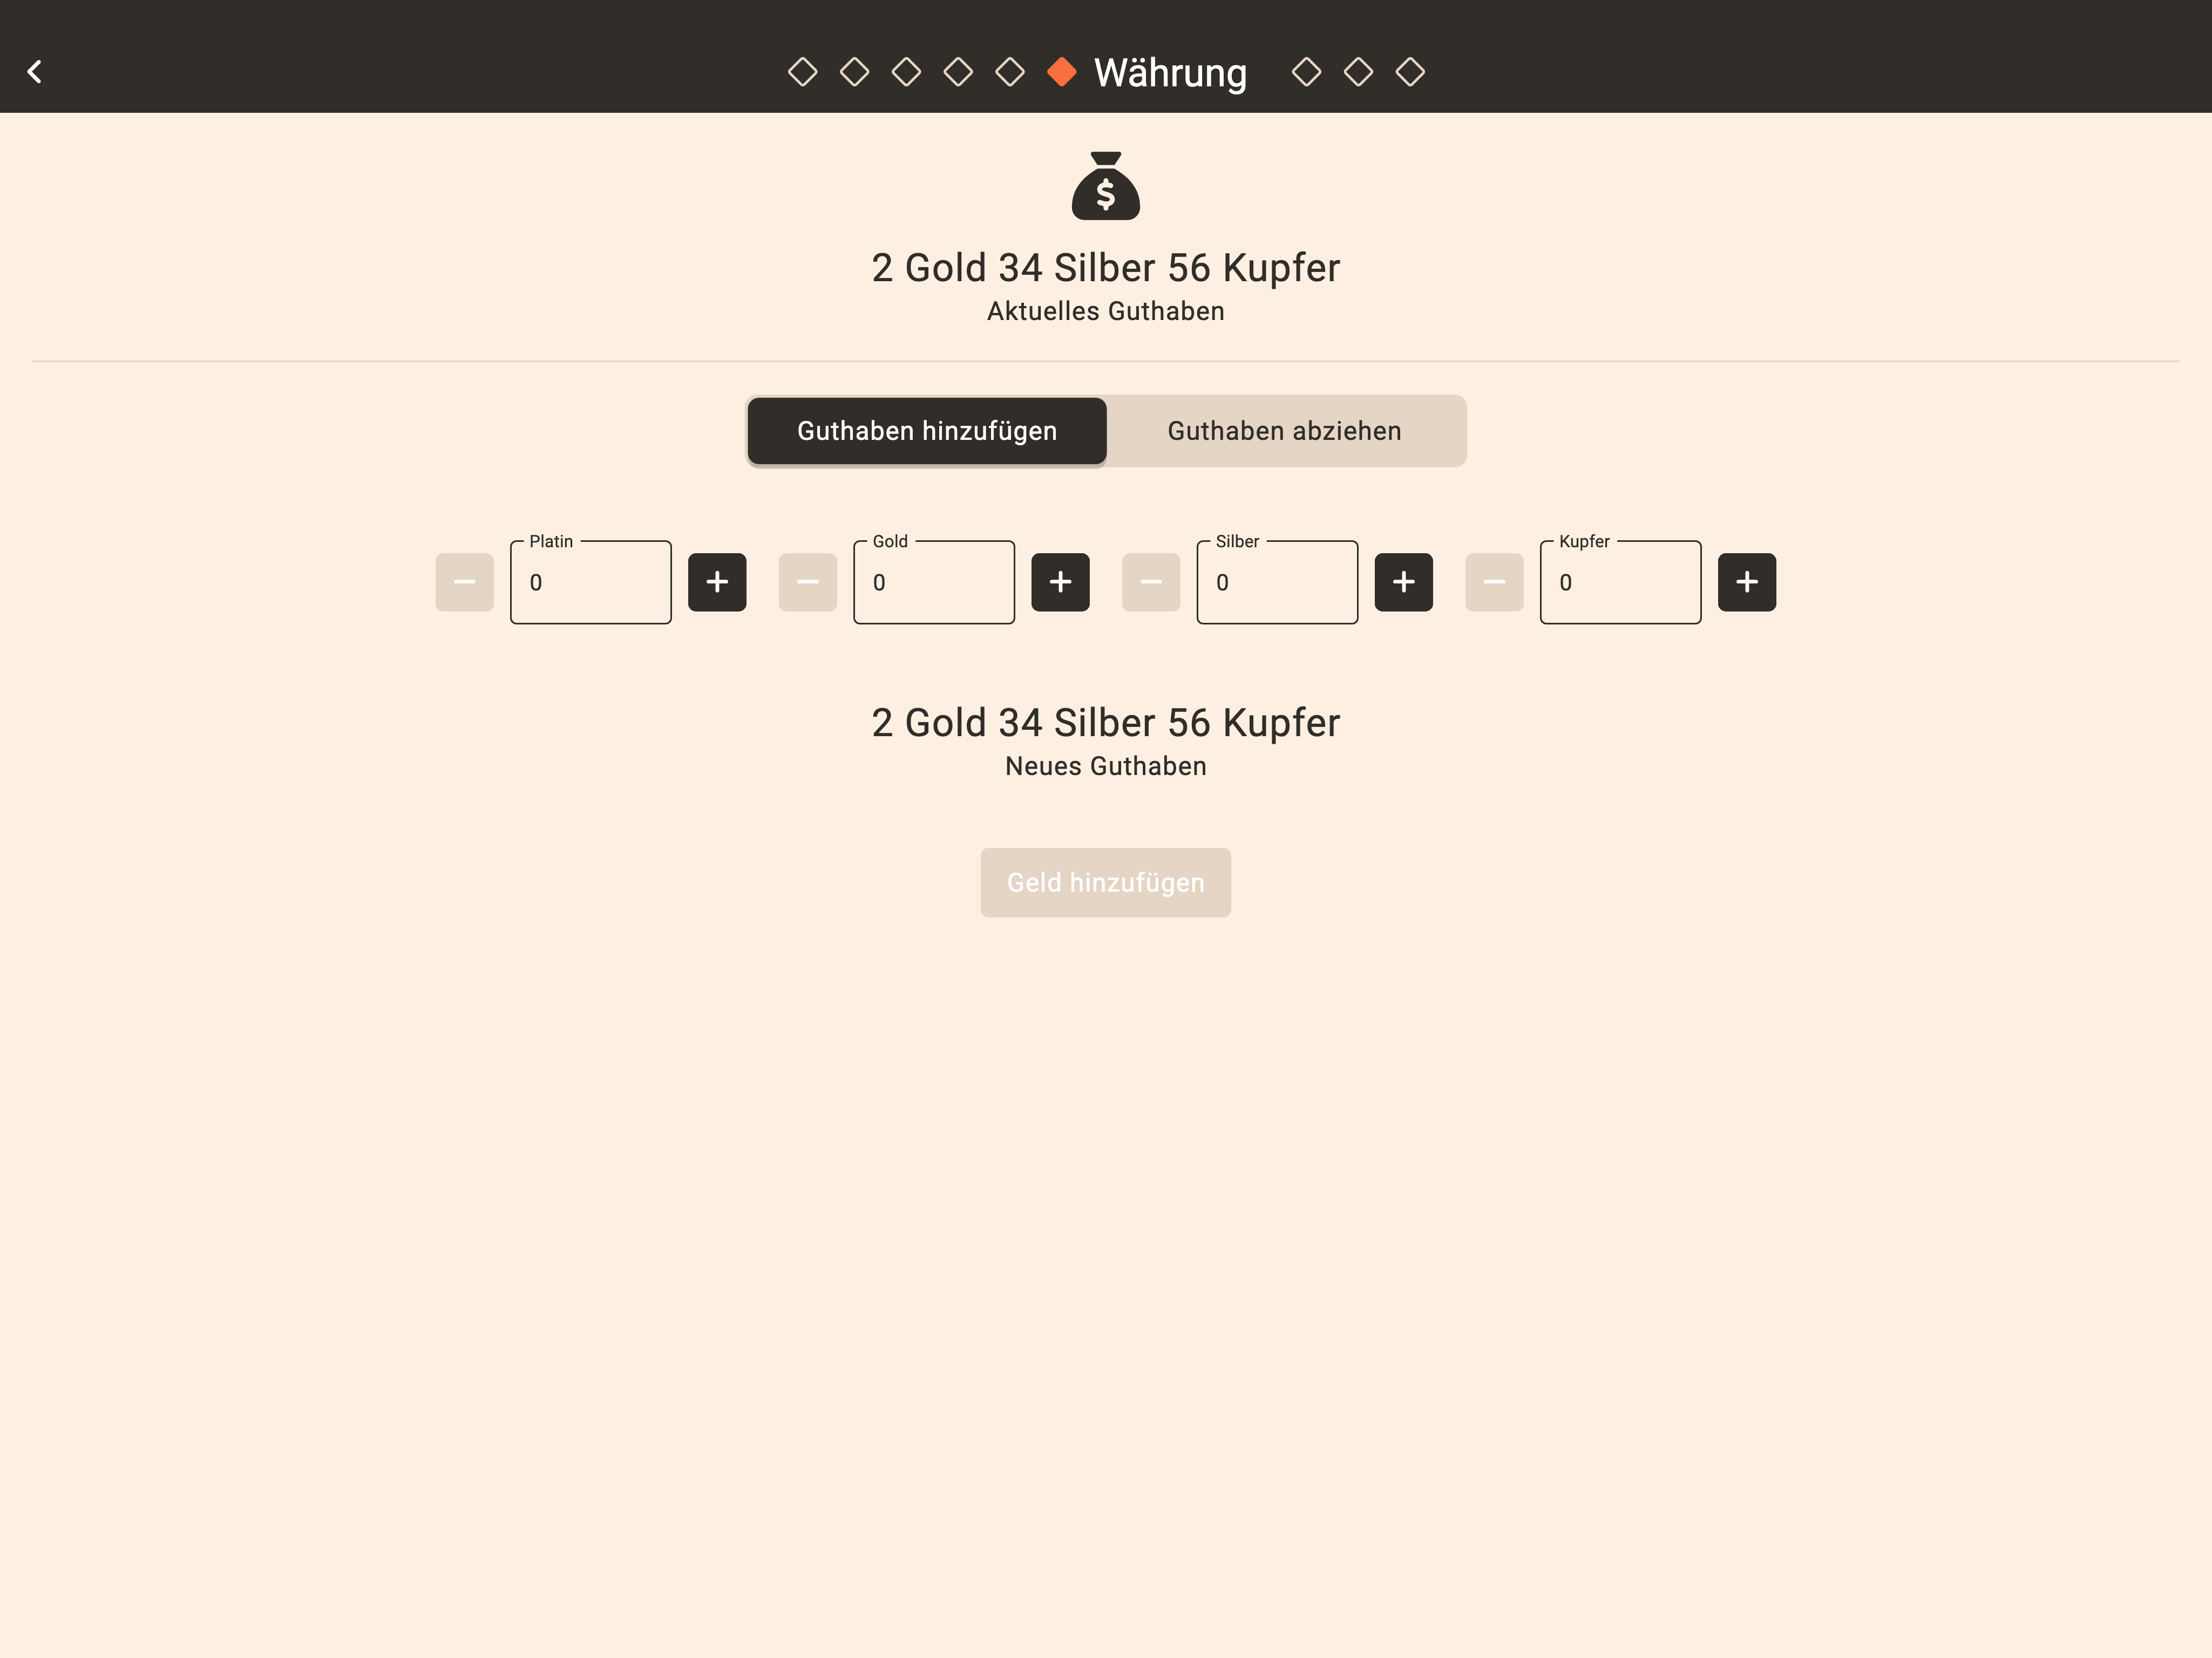 Währung
$
2 Gold 34 Silber 56 Kupfer
Aktuelles Guthaben
Guthaben hinzufügen Guthaben abziehen
Platin Gold Silber Kupfer
− 0 + − 0 + − 0 + − 0 +
2 Gold 34 Silber 56 Kupfer
Neues Guthaben
Geld hinzufügen